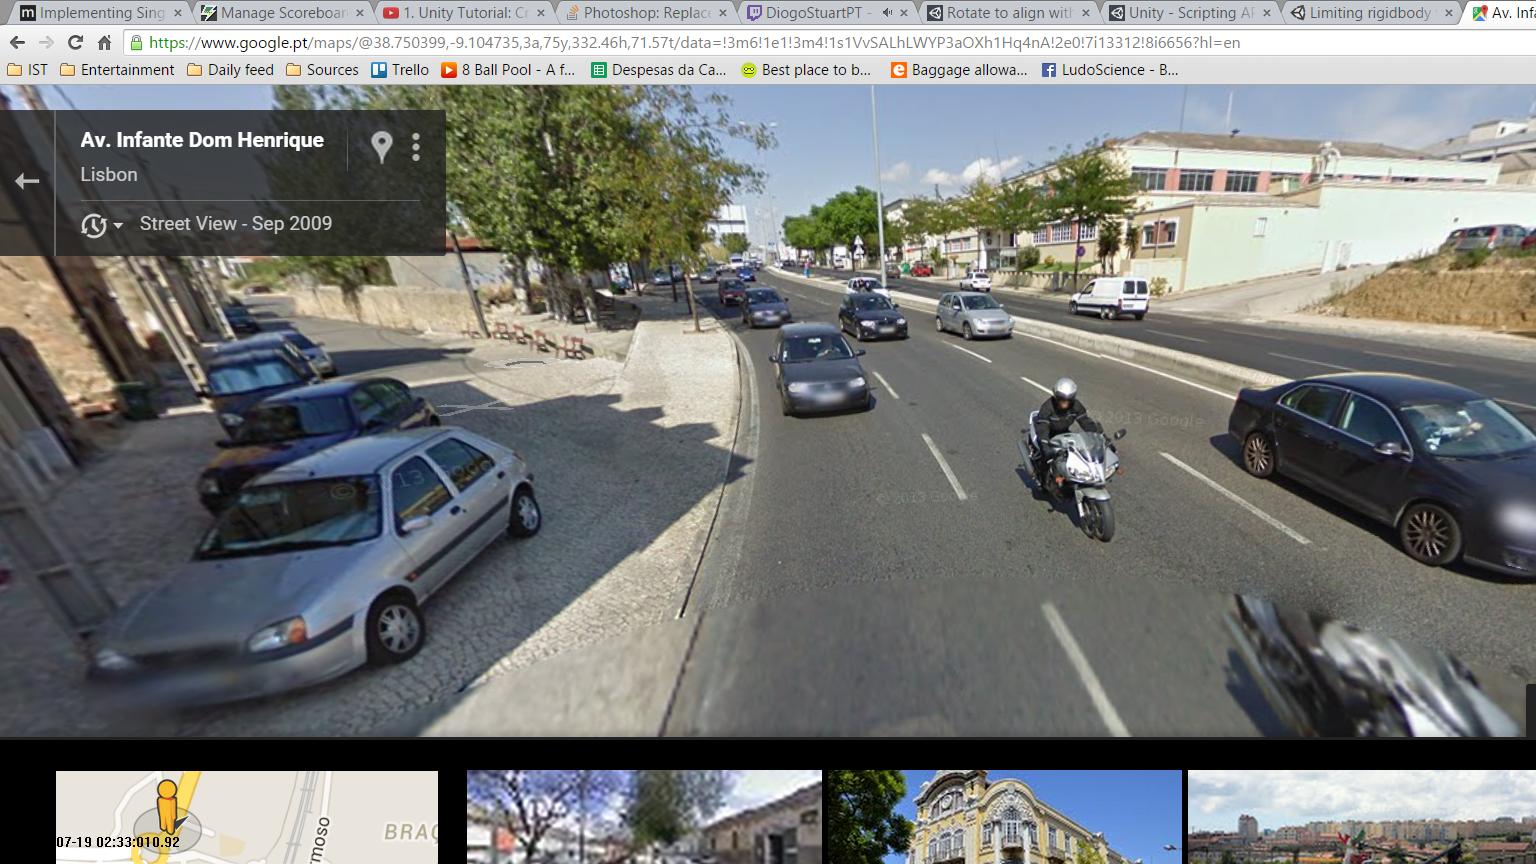 Implementing Sing
Manage Scoreboar
1. Unity Tutorial: Cr
Photoshop: Replace
DiogoStuartPT -
Rotate to align with
Unity - Scripting AP
Limiting rigidbody
Av. Infa
https://www.google.pt/maps/@38.750399,-9.104735,3a,75y,332.46h,71.57t/data=!3m6!1e1!3m4!1s1VvSALhLWYP3aOXh1Hq4nA!2e0!7i13312!8i6656?hl=en
IST
Entertainment
Daily feed
Sources
Trello
8 Ball Pool - A f...
Despesas da Ca...
Best place to b...
Baggage allowa...
LudoScience - B...
Av. Infante Dom Henrique
Lisbon
Street View - Sep 2009
© 2013 Google
© 2013 Google
© 2013 Google
moso
BRAÇ
07-19 02:33:010.92